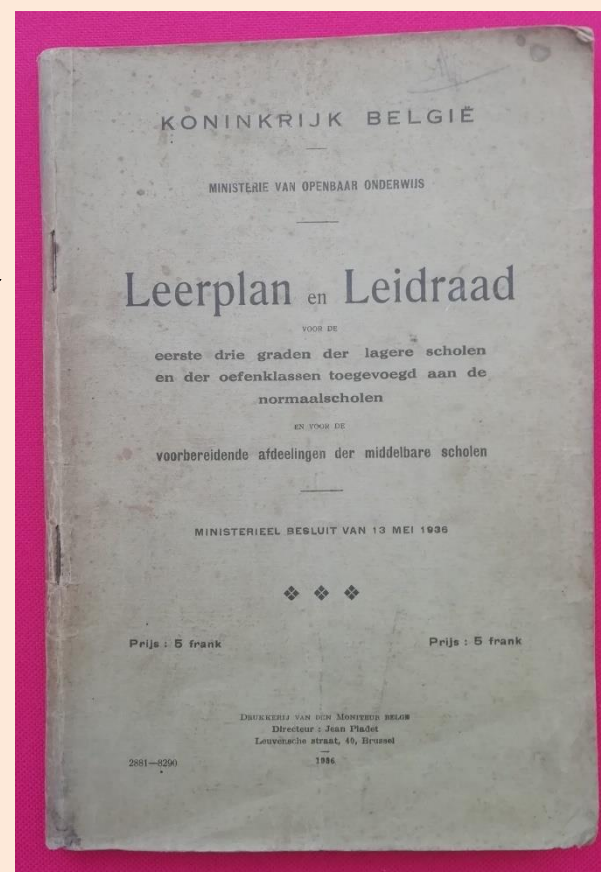 KONINKRIJK BELGIË
MINISTERIE VAN OPENBAAR ONDERWIJS
Leerplan en Leidraad
VOOR DE
eerste drie graden der lagere scholen
en der oefenklassen toegevoegd aan de
normaalscholen
EN VOOR DE
voorbereidende afdeelingen der middelbare scholen
MINISTERIEEL BESLUIT VAN 13 MEI 1936
Prijs : 5 frank Prijs : 5 frank
DRUKKERIJ VAN DEN MONITEUR BELGE
Directeur : Jean Pladet
Leuvensche straat, 40, Brussel
2881—8290 1936